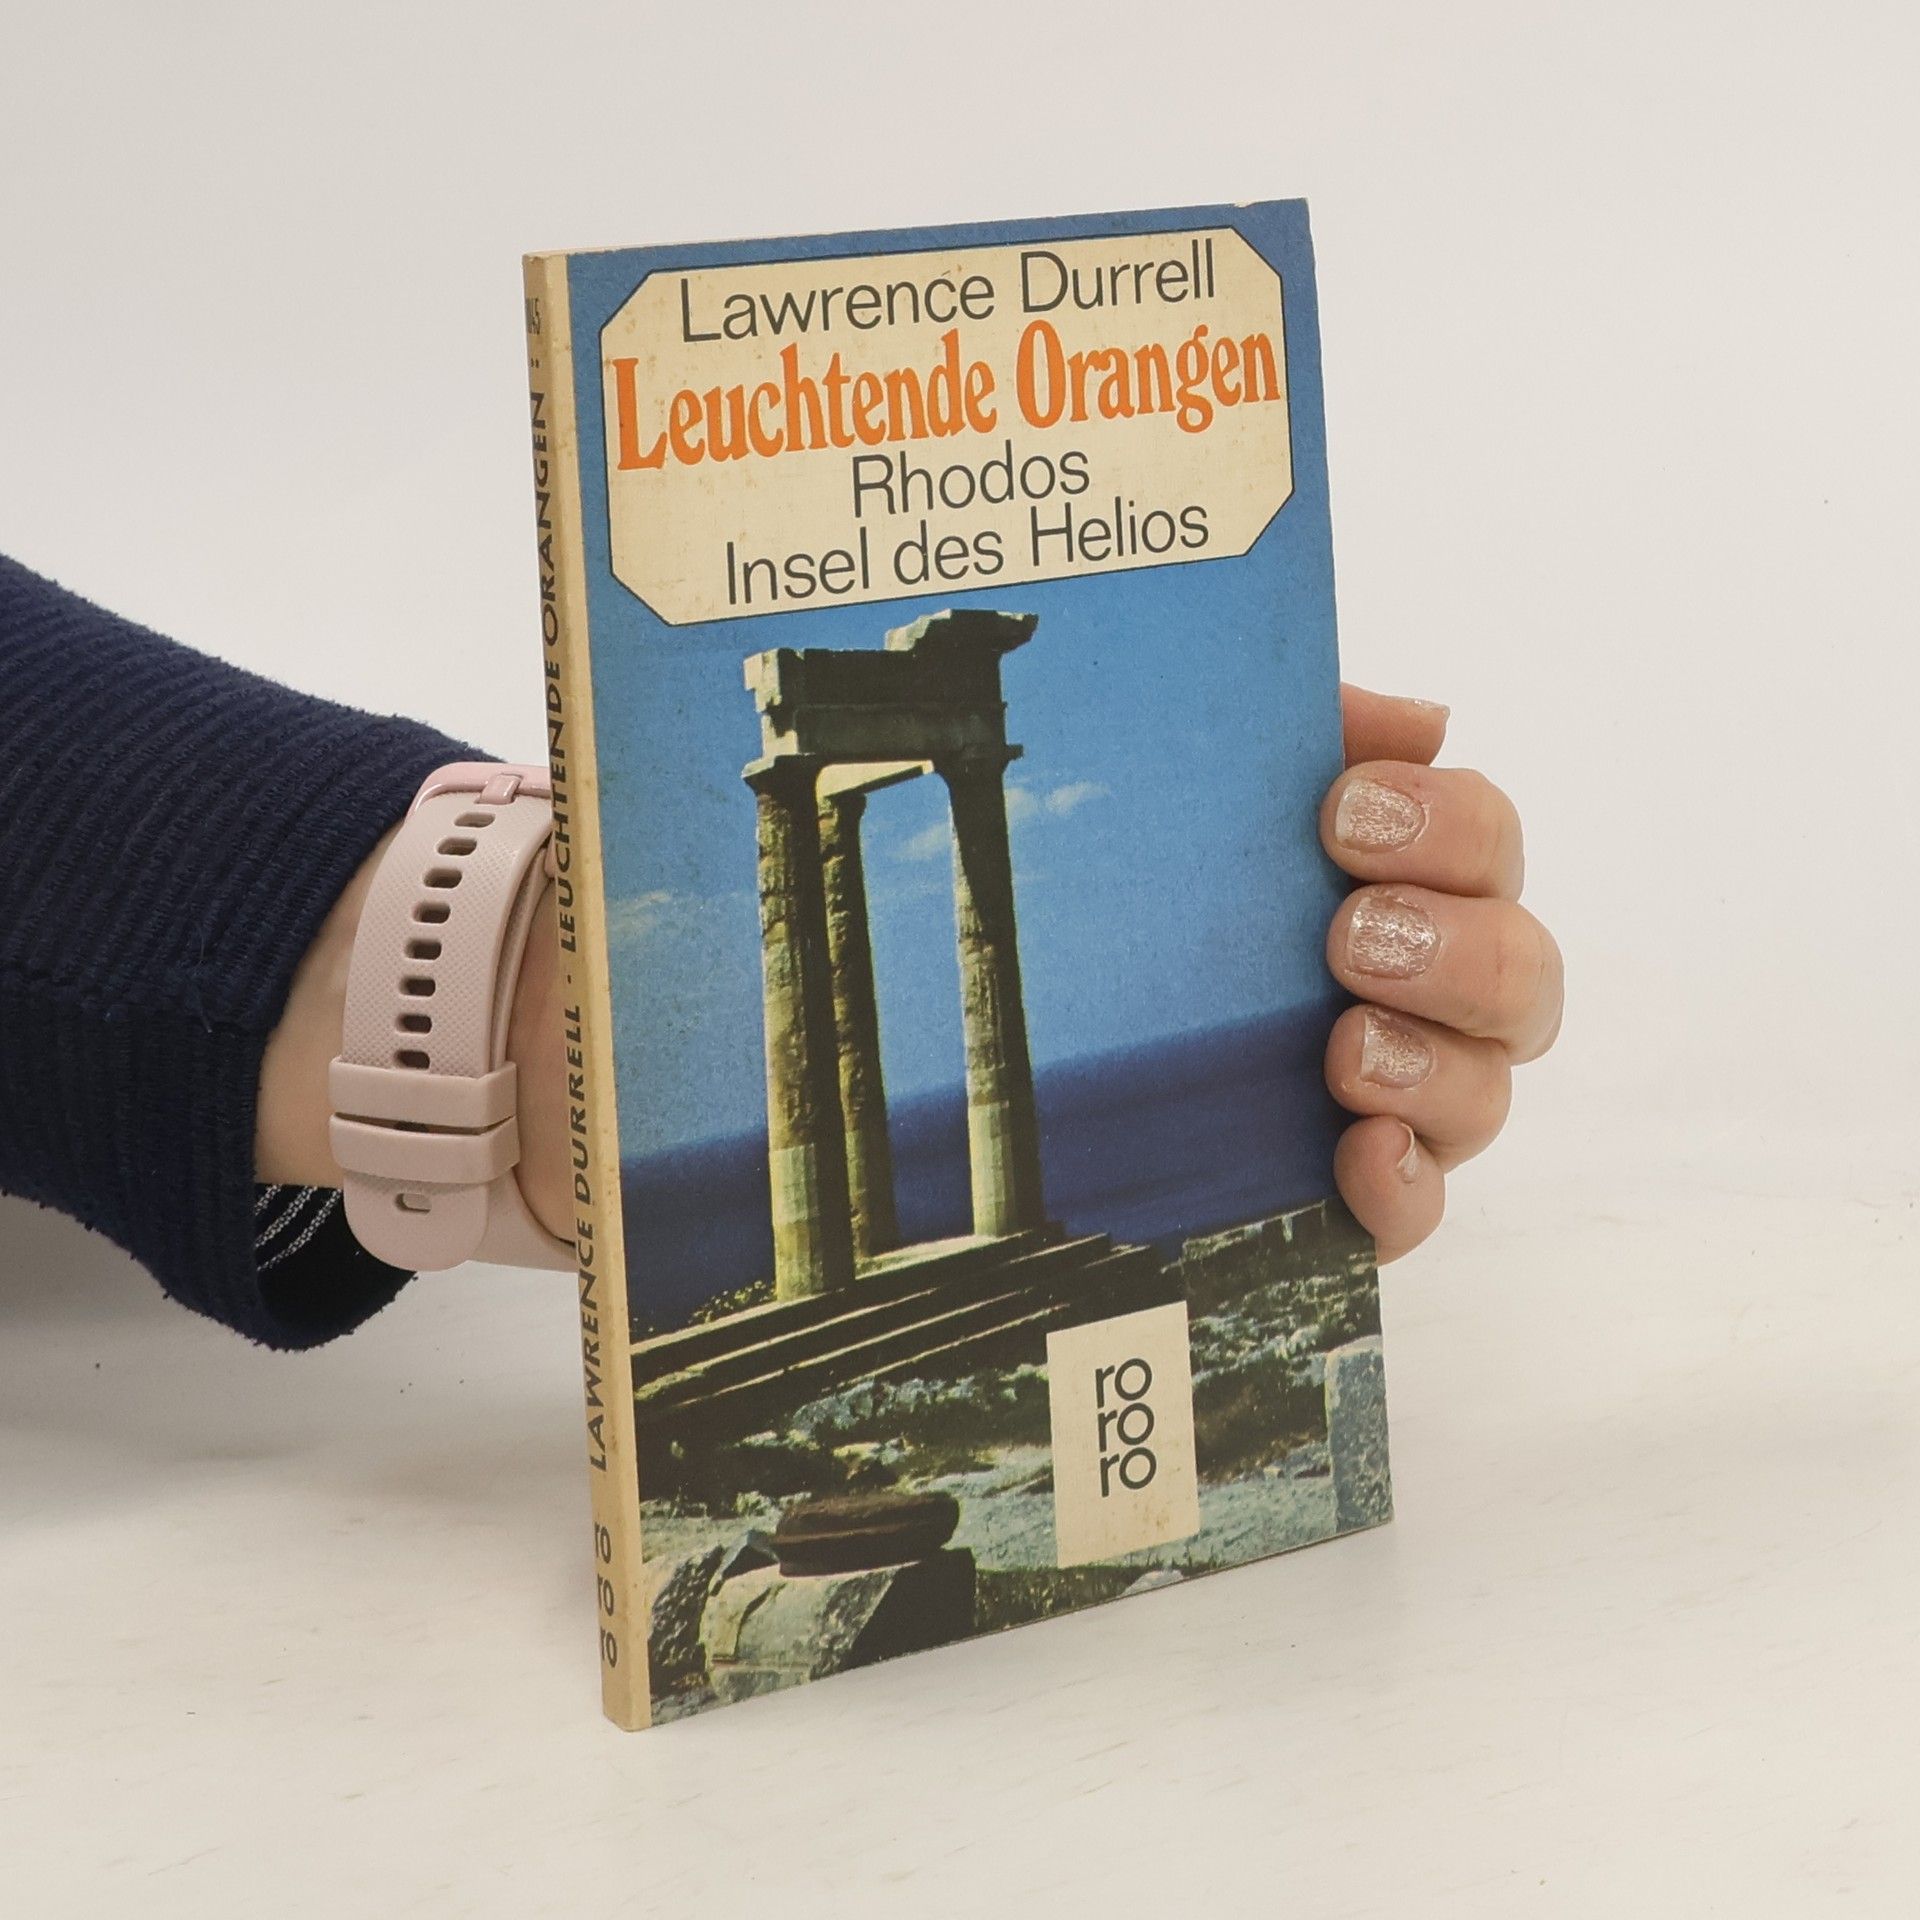 Lawrence Durrell
Leuchtende Orangen
Rhodos
Insel des Helios
ro
ro
ro
LAWRENCE DURRELL · LEUCHTENDE ORANGEN :
ro
ro
ro